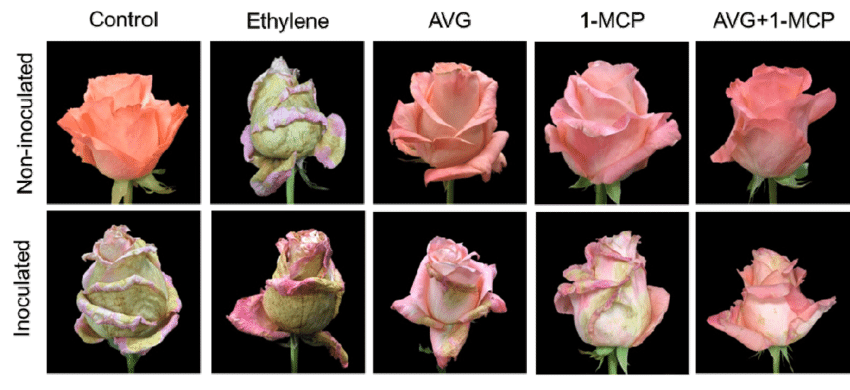 Control Ethylene AVG 1-MCP AVG+1-MCP
Non-inoculated
Inoculated